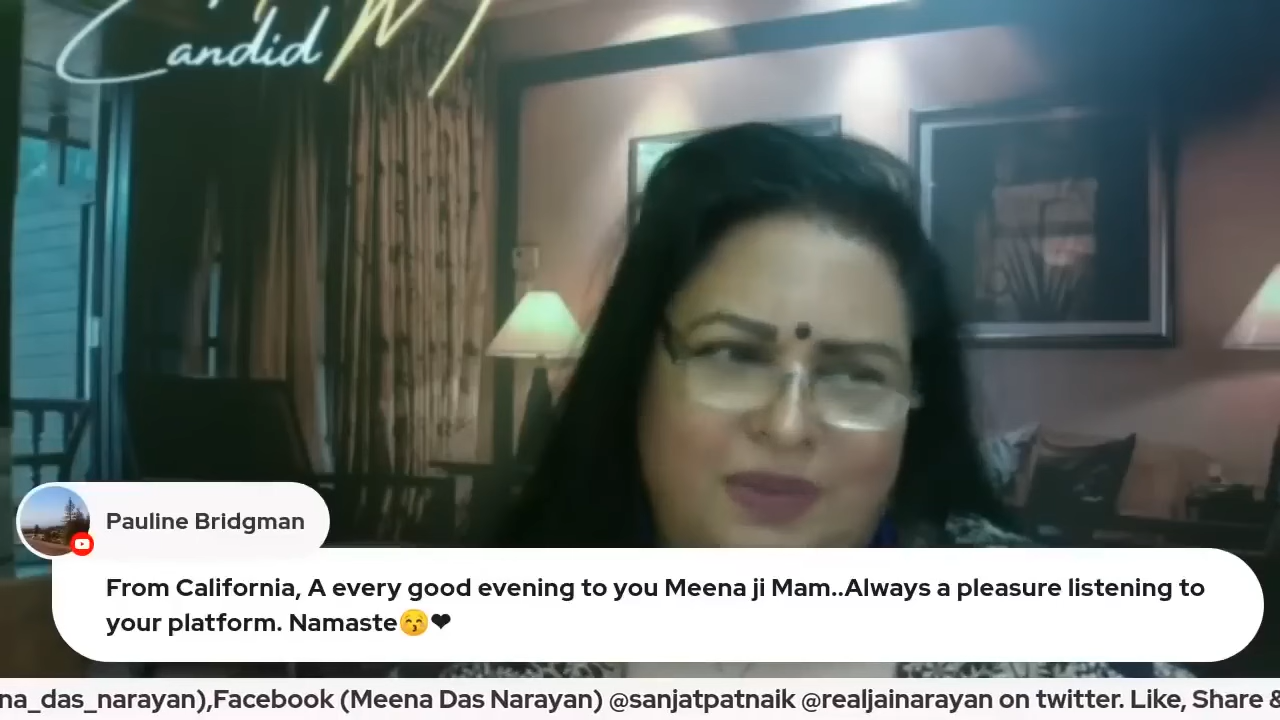 Candid M
Pauline Bridgman
From California, A every good evening to you Meena ji Mam..Always a pleasure listening to
your platform. Namaste😚❤
na_das_narayan),Facebook (Meena Das Narayan) @sanjatpatnaik @realjainarayan on twitter. Like, Share &